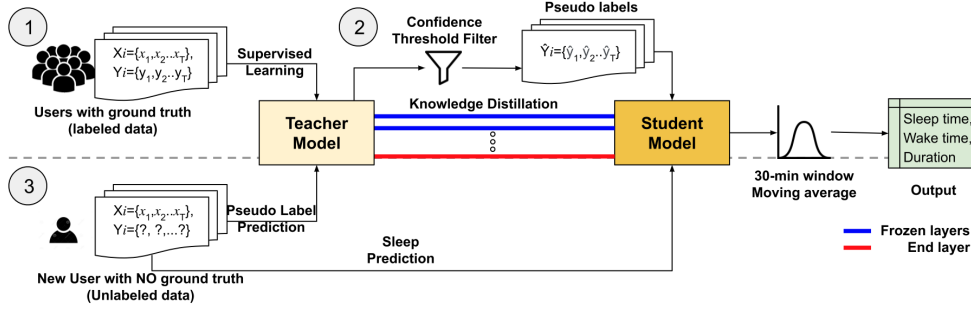 1
Xi={x1,x2..xT},
Yi={y1,y2..yT}
Users with ground truth
(labeled data)
Supervised
Learning
2
Confidence
Threshold Filter
Pseudo labels
Ŷi={ŷ1,ŷ2..ŷT}
Teacher
Model
Knowledge Distillation
Student
Model
30-min window
Moving average
Sleep time,
Wake time,
Duration
Output
3
Xi={x1,x2..xT},
Yi={?, ?,...?}
New User with NO ground truth
(Unlabeled data)
Pseudo Label
Prediction
Sleep
Prediction
Frozen layers
End layer